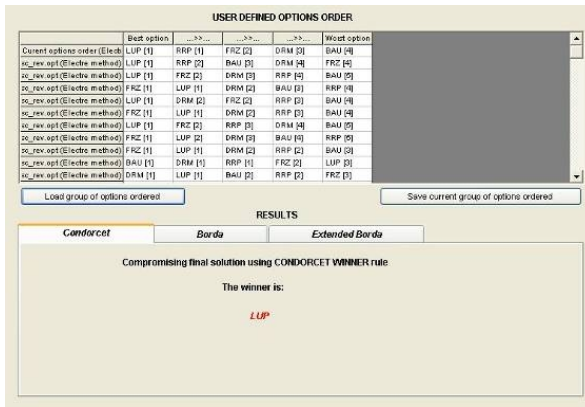 USER DEFINED OPTIONS ORDER
Best option ...>>... ...>>... ...>>... Worst option
Curent options order (Electr LUP [1] RRP [1] FRZ [2] DRM [3] BAU [4]
sc_rev.opt (Electre method) LUP [1] RRP [2] BAU [3] DRM [4] FRZ [4]
sc_rev.opt (Electre method) LUP [1] FRZ [2] DRM [3] RRP [4] BAU [5]
sc_rev.opt (Electre method) FRZ [1] LUP [1] DRM [2] BAU [3] RRP [4]
sc_rev.opt (Electre method) LUP [1] DRM [2] FRZ [2] RRP [3] BAU [4]
sc_rev.opt (Electre method) FRZ [1] LUP [1] DRM [2] RRP [3] BAU [4]
sc_rev.opt (Electre method) LUP [1] FRZ [2] RRP [3] DRM [4] BAU [5]
sc_rev.opt (Electre method) FRZ [1] LUP [2] DRM [3] BAU [4] RRP [5]
sc_rev.opt (Electre method) FRZ [1] LUP [1] DRM [2] RRP [2] BAU [3]
sc_rev.opt (Electre method) BAU [1] DRM [1] RRP [1] FRZ [2] LUP [3]
sc_rev.opt (Electre method) DRM [1] LUP [1] BAU [2] RRP [2] FRZ [3]
Load group of options ordered Save current group of options ordered
RESULTS
Condorcet Borda Extended Borda
Compromising final solution using CONDORCET WINNER rule
The winner is:
LUP